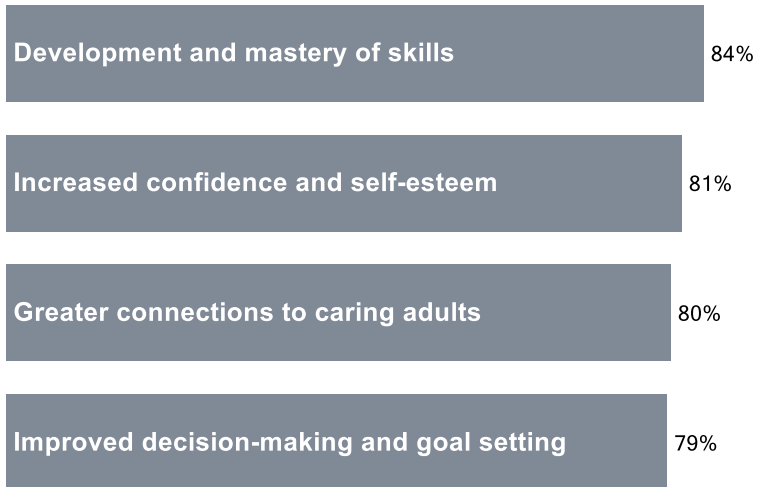 Development and mastery of skills 84%
Increased confidence and self-esteem 81%
Greater connections to caring adults 80%
Improved decision-making and goal setting 79%